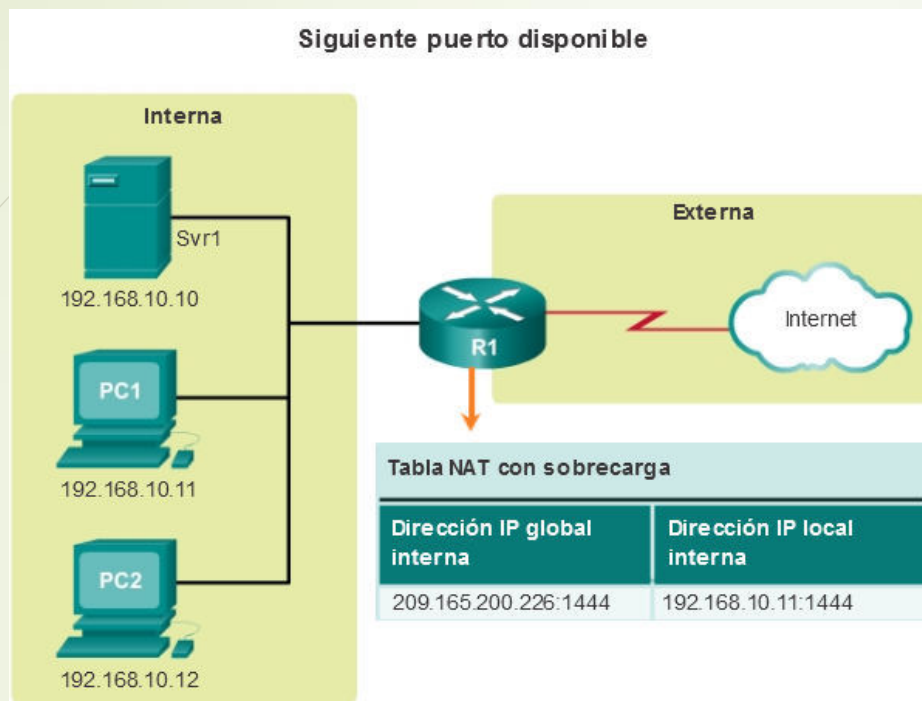 Siguiente puerto disponible
Interna
Svr1
192.168.10.10
PC1
192.168.10.11
PC2
192.168.10.12
R1
Externa
Internet
Tabla NAT con sobrecarga
Dirección IP global
interna
Dirección IP local
interna
209.165.200.226:1444
192.168.10.11:1444